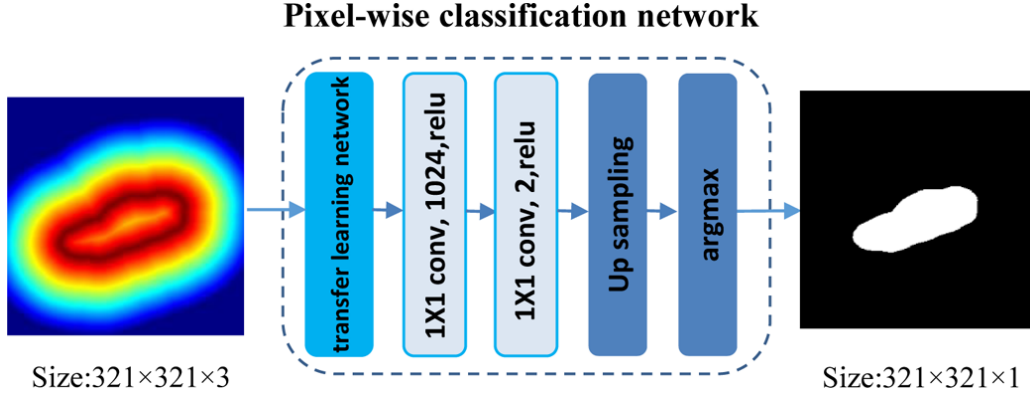 Pixel-wise classification network
transfer learning network
1X1 conv, 1024,relu
1X1 conv, 2,relu
Up sampling
argmax
Size:321×321×3
Size:321×321×1